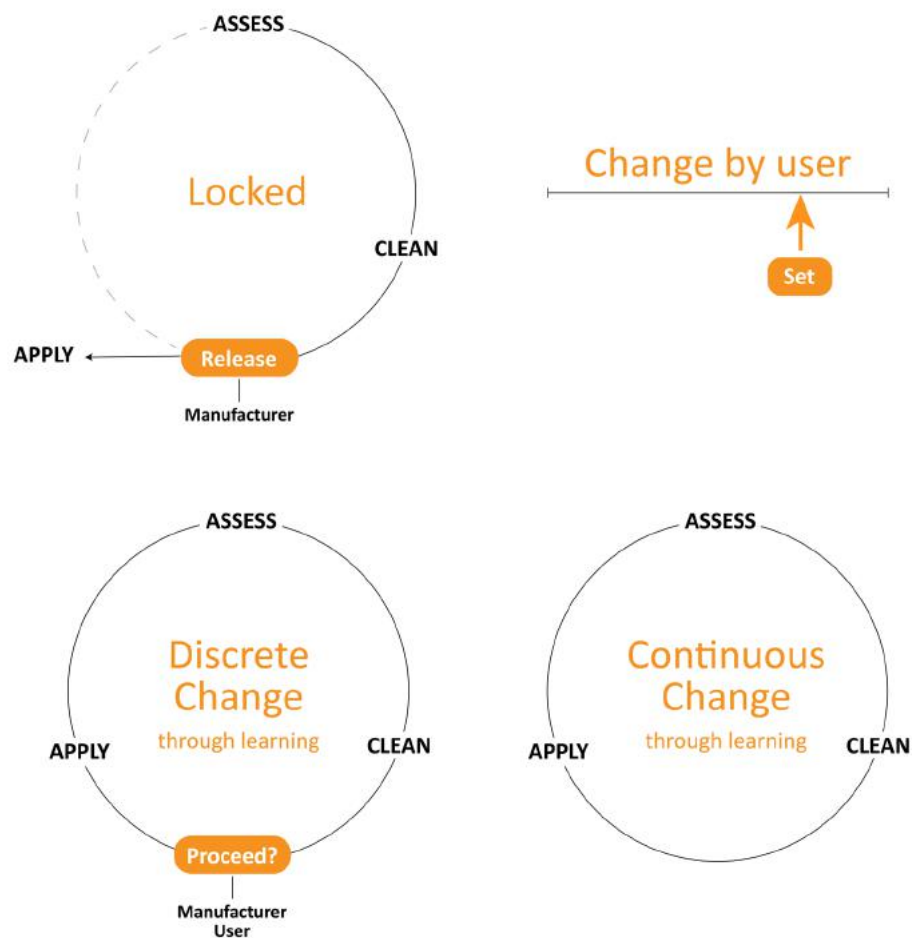 ASSESS
Locked
CLEAN
Release
APPLY
Manufacturer
Change by user
Set
ASSESS
Discrete
Change
through learning
APPLY
CLEAN
Proceed?
Manufacturer
User
ASSESS
Continuous
Change
through learning
APPLY
CLEAN